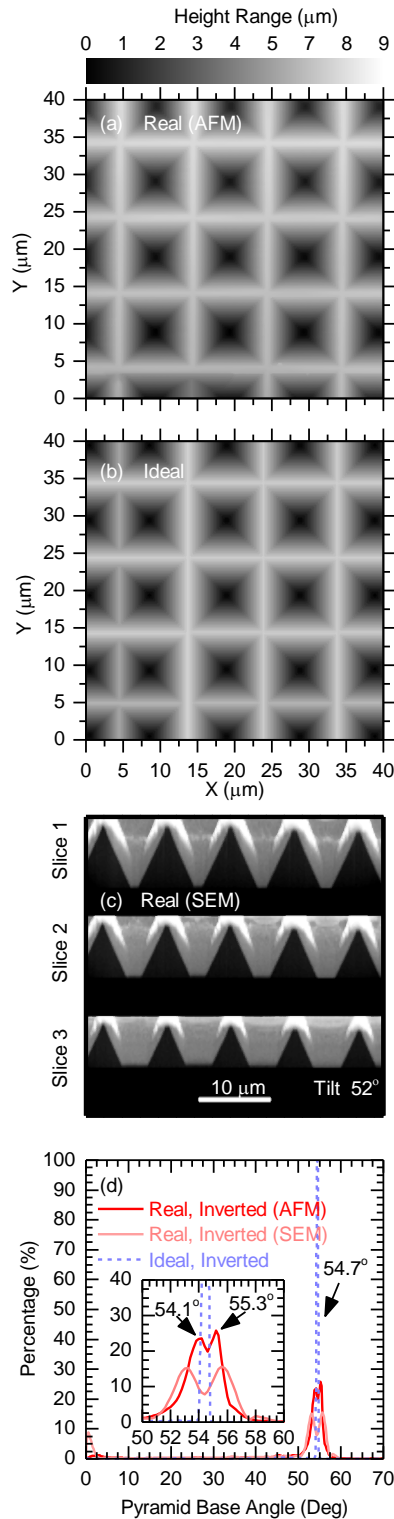 Height Range (μm)
0 1 2 3 4 5 6 7 8 9
40
35
30
25
20
15
10
5
0
Y (μm)
(a) Real (AFM)
40
35
30
25
20
15
10
5
0
Y (μm)
(b) Ideal
0 5 10 15 20 25 30 35 40
X (μm)
Slice 1
(c) Real (SEM)
Slice 2
Slice 3
10 μm
Tilt 52°
100
90
80
70
60
50
40
30
20
10
0
Percentage (%)
(d)
Real, Inverted (AFM)
Real, Inverted (SEM)
Ideal, Inverted
54.7°
40
30
20
10
0
54.1°
55.3°
50 52 54 56 58 60
0 10 20 30 40 50 60 70
Pyramid Base Angle (Deg)